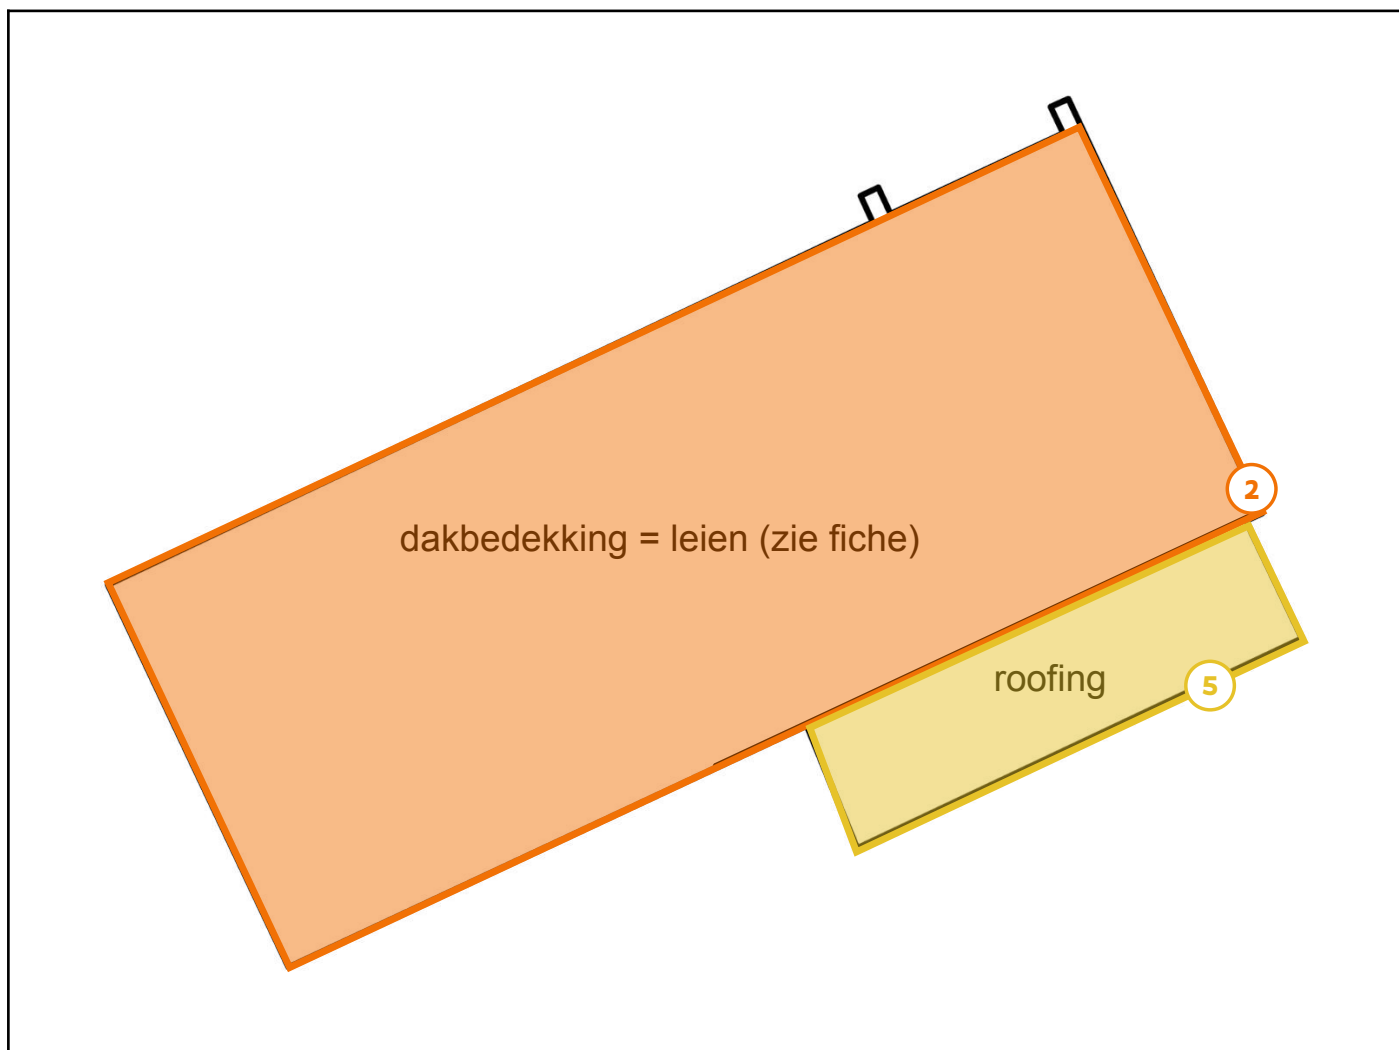 2
dakbedekking = leien (zie fiche)
roofing
5